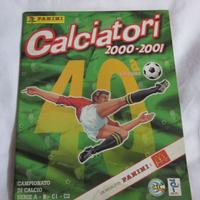 PANINI
Calciatori
2000-2001
40
PANINI
CAMPIONATO
DI CALCIO
SERIE A - B - C1 - C2